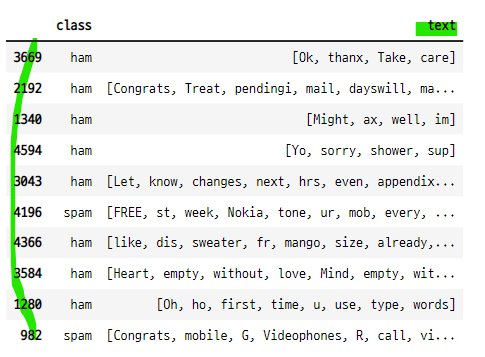 class text
3669 ham [Ok, thanx, Take, care]
2192 ham [Congrats, Treat, pendingi, mail, dayswill, ma...
1340 ham [Might, ax, well, im]
4594 ham [Yo, sorry, shower, sup]
3043 ham [Let, know, changes, next, hrs, even, appendix...
4196 spam [FREE, st, week, Nokia, tone, ur, mob, every, ...
4366 ham [like, dis, sweater, fr, mango, size, already,...
3584 ham [Heart, empty, without, love, Mind, empty, wit...
1280 ham [Oh, ho, first, time, u, use, type, words]
982 spam [Congrats, mobile, G, Videophones, R, call, vi...